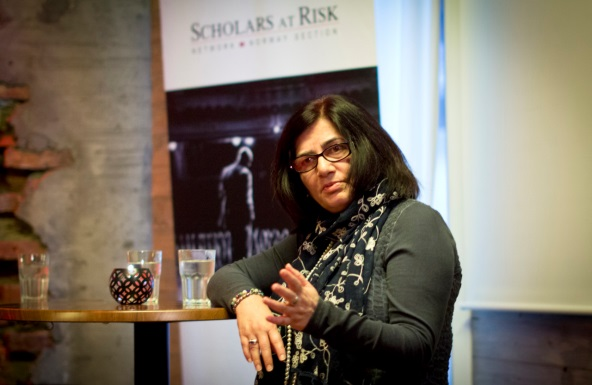 SCHOLARS AT RISK
NETWORK NORWAY SECTION